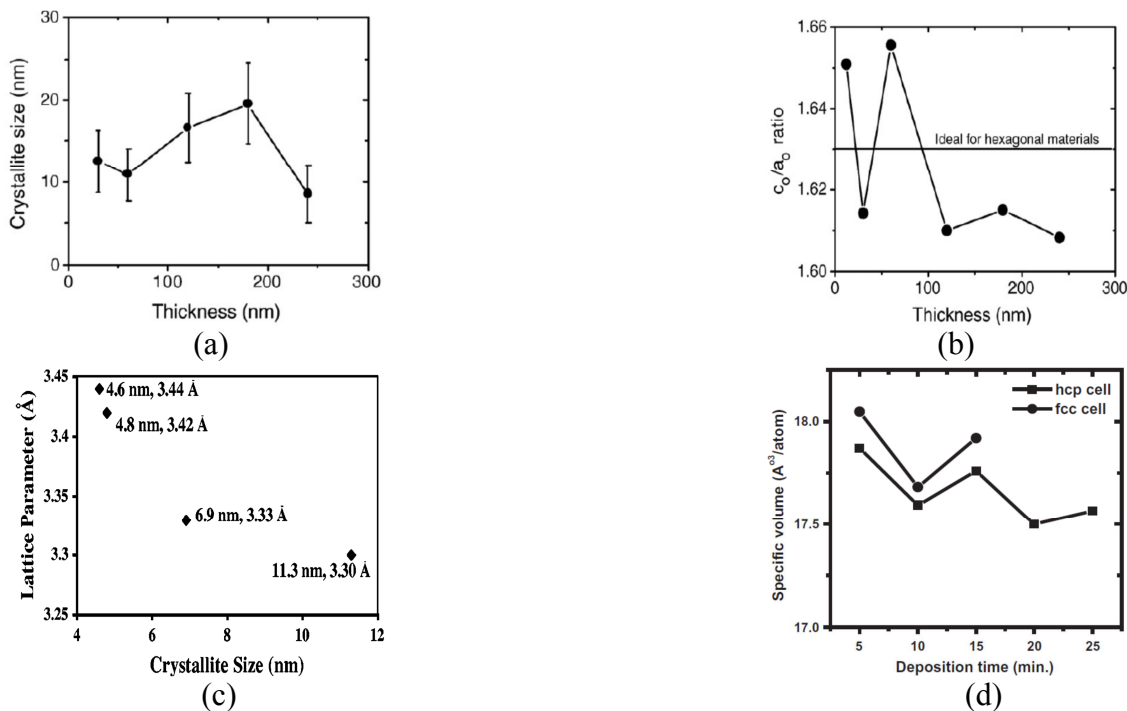 30
20
10
0
Crystallite size (nm)
0 100 200 300
Thickness (nm)
(a)
1.66
1.64
1.62
1.60
c₀/a₀ ratio
Ideal for hexagonal materials
0 100 200 300
Thickness (nm)
(b)
3.45
3.4
3.35
3.3
3.25
Lattice Parameter (Å)
4.6 nm, 3.44 Å
4.8 nm, 3.42 Å
6.9 nm, 3.33 Å
11.3 nm, 3.30 Å
4 6 8 10 12
Crystallite Size (nm)
(c)
hcp cell
fcc cell
18.0
17.5
17.0
Specific volume (A°³/atom)
5 10 15 20 25
Deposition time (min.)
(d)